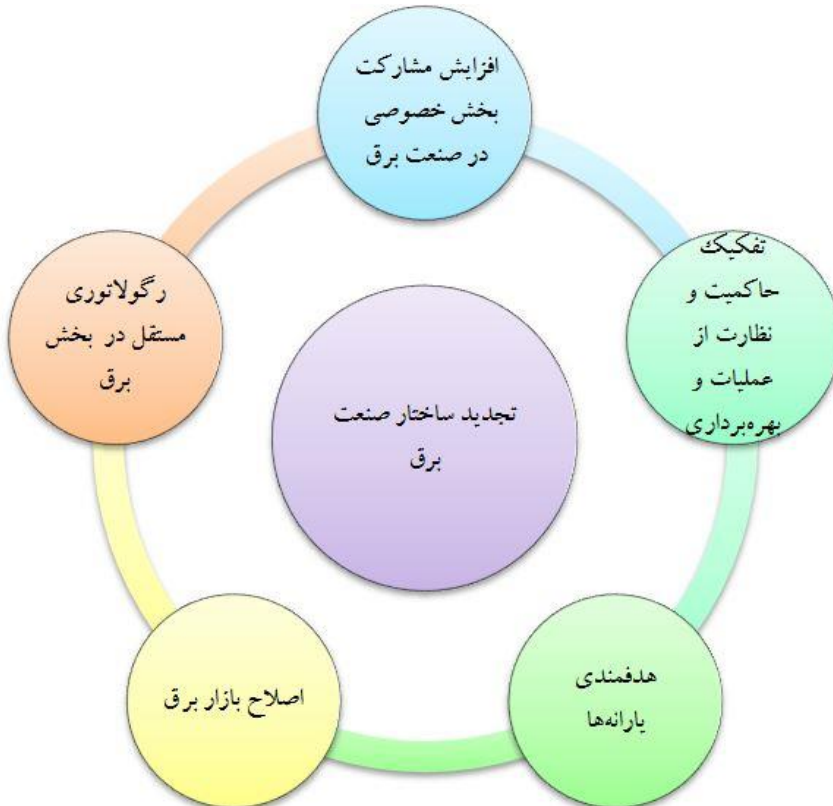 افزایش مشارکت
بخش خصوصی
در صنعت برق
تفکیک
حاکمیت و
نظارت از
عملیات و
بهره‌برداری
هدفمندی
یارانه‌ها
اصلاح بازار برق
رگولاتوری
مستقل در بخش
برق
تجدید ساختار صنعت
برق